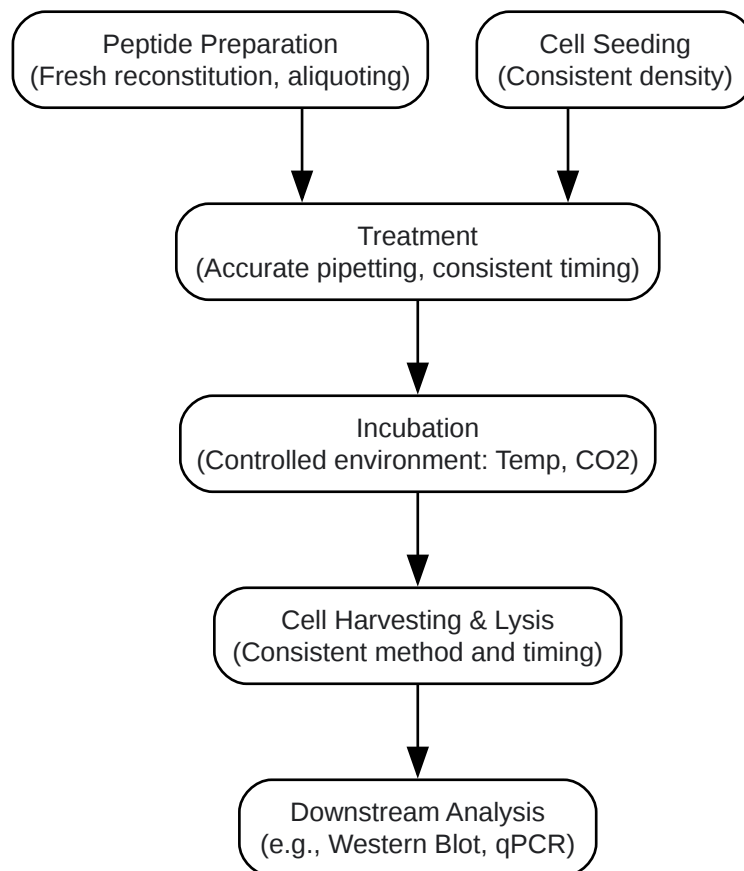 Peptide Preparation
(Fresh reconstitution, aliquoting)
Cell Seeding
(Consistent density)
Treatment
(Accurate pipetting, consistent timing)
Incubation
(Controlled environment: Temp, CO2)
Cell Harvesting & Lysis
(Consistent method and timing)
Downstream Analysis
(e.g., Western Blot, qPCR)